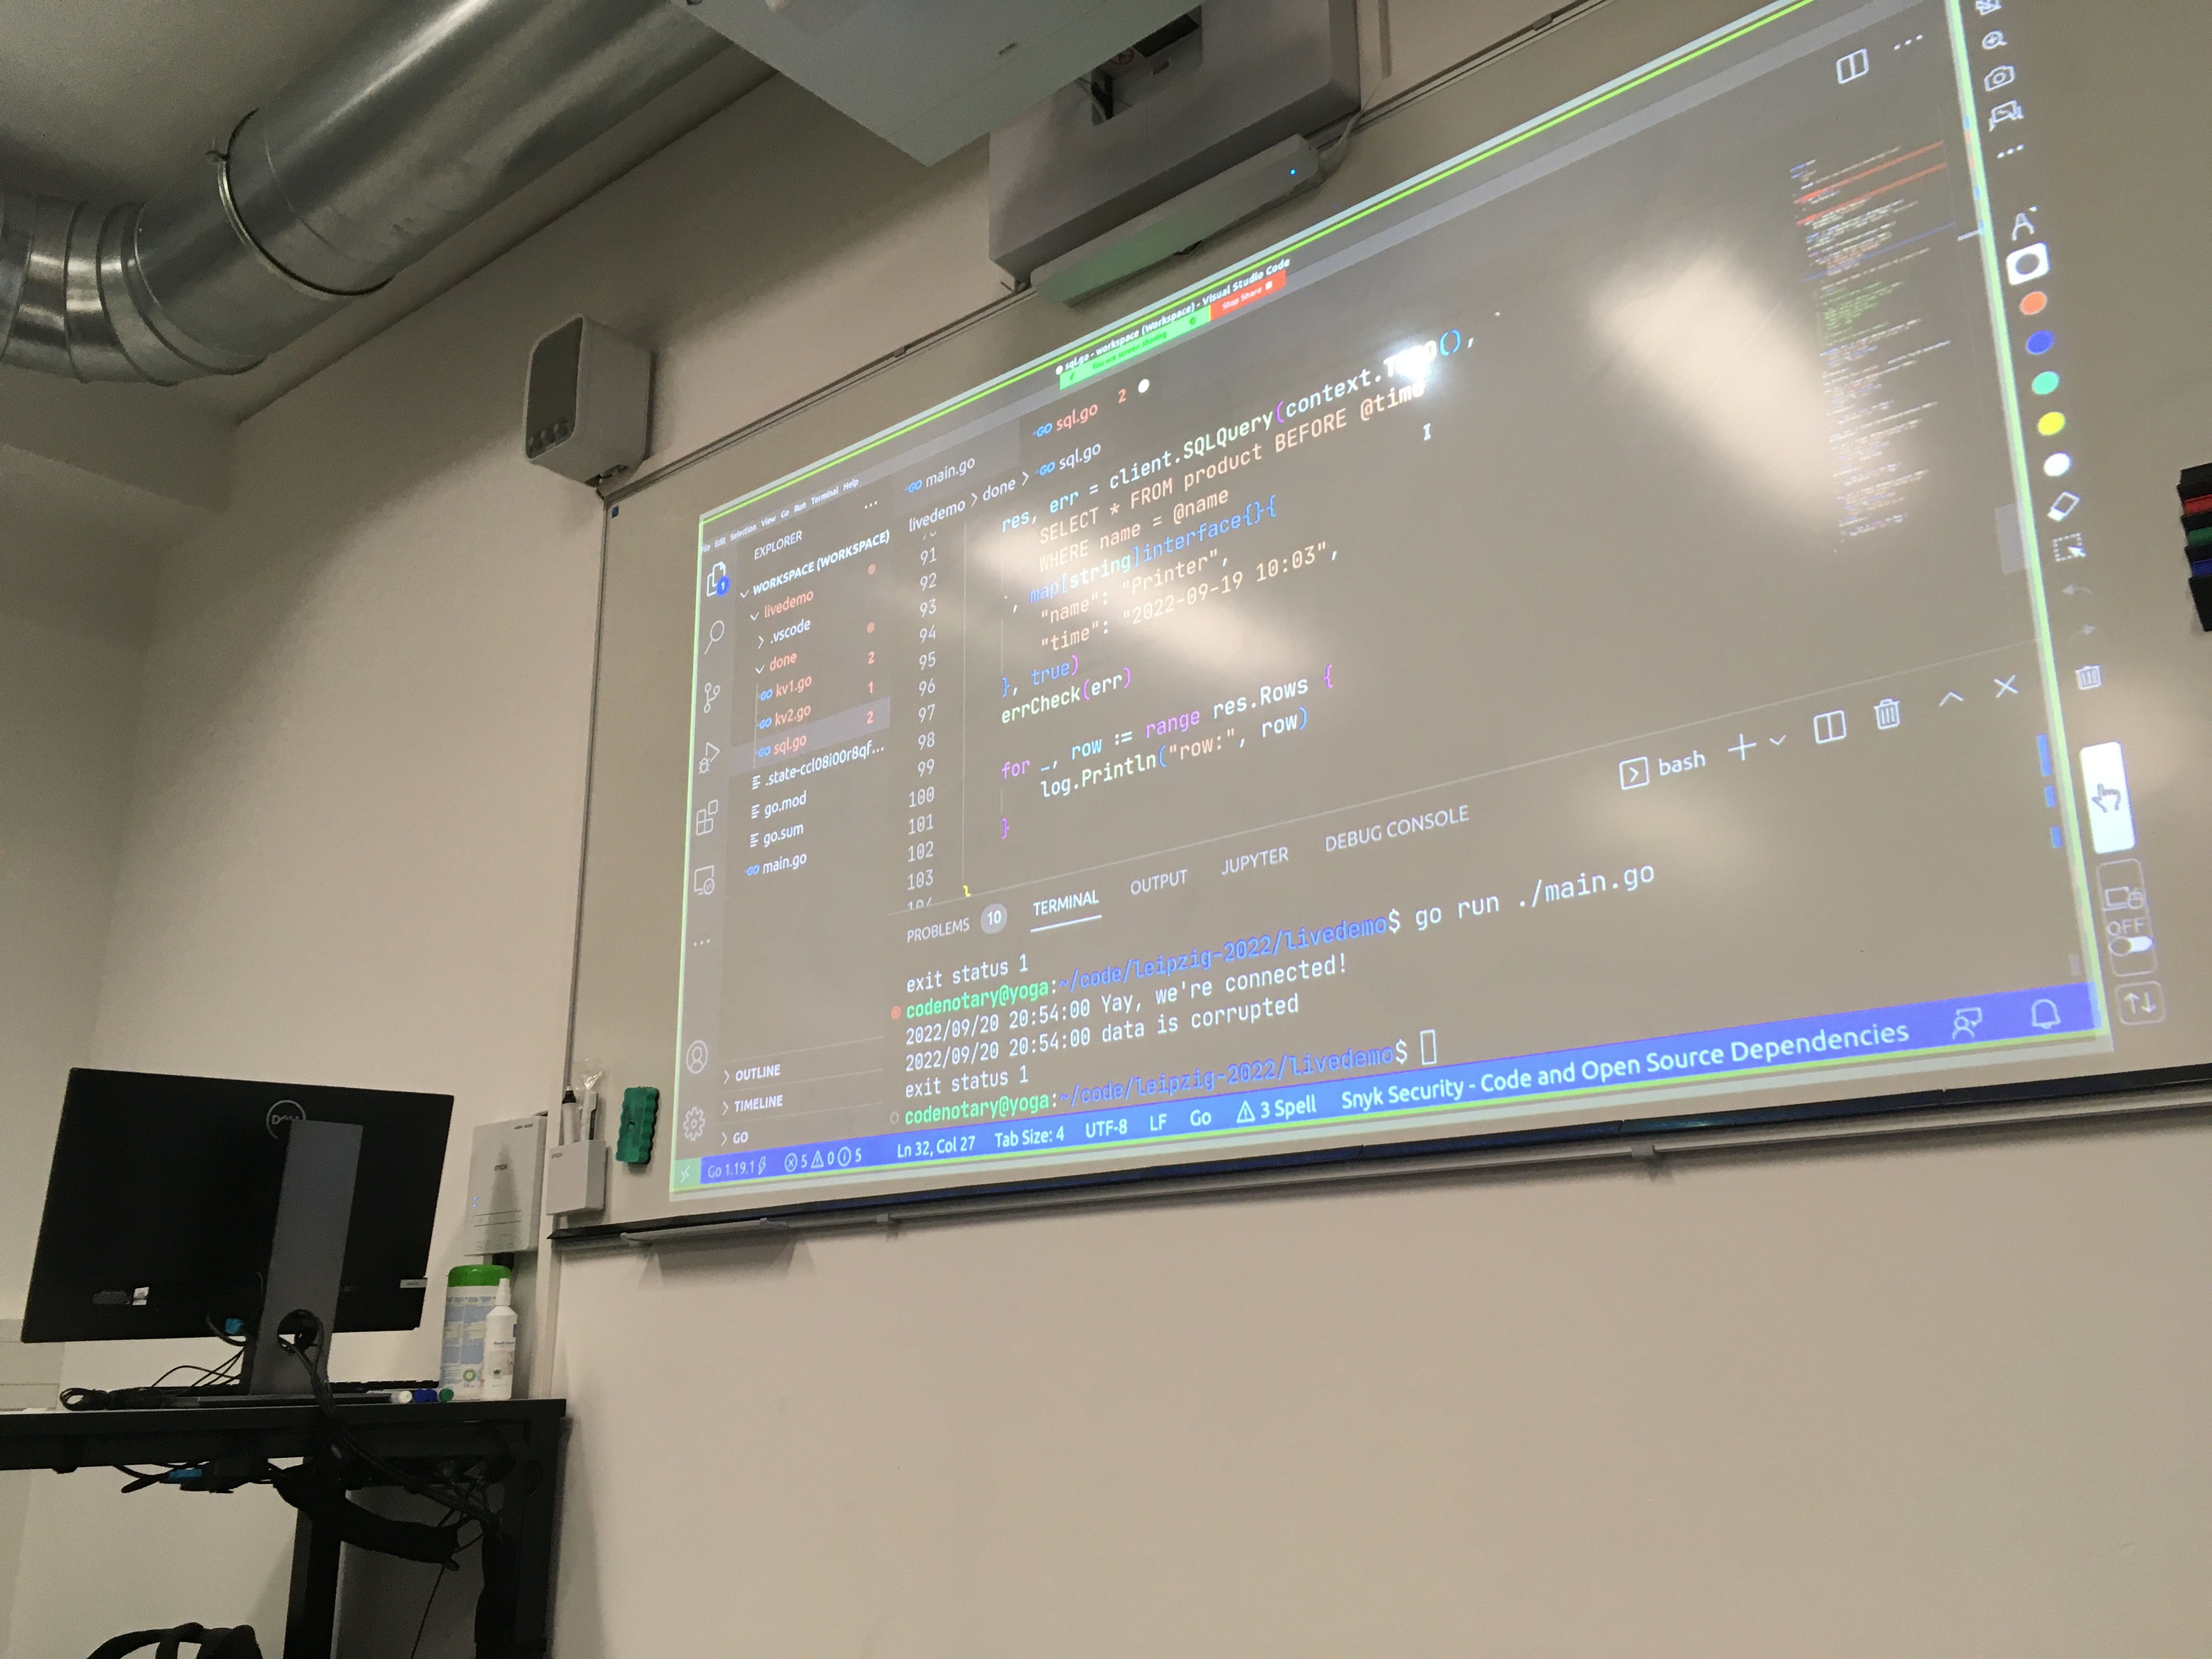 sql.go - workspace (Workspace) - Visual Studio Code
You are screen sharing
Stop Share
File Edit Selection View Go Run Terminal Help
EXPLORER
WORKSPACE (WORKSPACE)
livedemo
.vscode
done 2
kv1.go 1
kv2.go 2
sql.go
.state-ccl08i00r8qf...
go.mod
go.sum
main.go
OUTLINE
TIMELINE
GO
main.go
sql.go 2
livedemo > done > sql.go
res, err = client.SQLQuery(context.TODO(),
91 SELECT * FROM product BEFORE @time
92 WHERE name = @name
93 `, map[string]interface{}{
94 "name": "Printer",
95 "time": "2022-09-19 10:03",
96 }, true)
97 errCheck(err)
98
99 for _, row := range res.Rows {
100 log.Println("row:", row)
101 }
102
103 }
PROBLEMS 10 TERMINAL OUTPUT JUPYTER DEBUG CONSOLE
bash
exit status 1
codenotary@yoga:~/code/leipzig-2022/livedemo$ go run ./main.go
2022/09/20 20:54:00 Yay, we're connected!
2022/09/20 20:54:00 data is corrupted
exit status 1
codenotary@yoga:~/code/leipzig-2022/livedemo$
Go 1.19.1 5 0 5 Ln 32, Col 27 Tab Size: 4 UTF-8 LF Go 3 Spell Snyk Security - Code and Open Source Dependencies
OFF
DELL